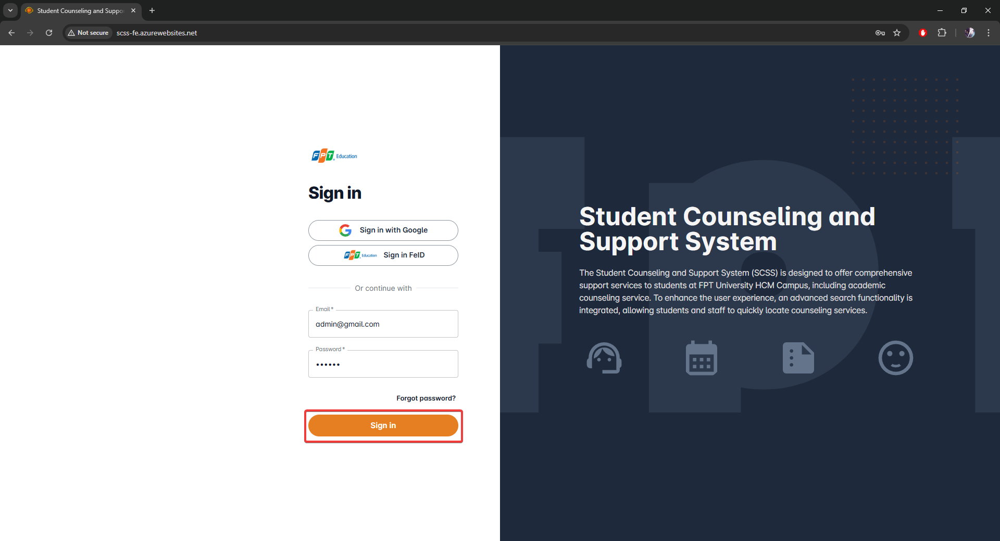 Student Counseling and Suppo
Not secure
scss-fe.azurewebsites.net
FPT Education
Sign in
Sign in with Google
FPT Education Sign in FeID
Or continue with
Email *
admin@gmail.com
Password *
••••••
Forgot password?
Sign in
Student Counseling and
Support System
The Student Counseling and Support System (SCSS) is designed to offer comprehensive
support services to students at FPT University HCM Campus, including academic
counseling service. To enhance the user experience, an advanced search functionality is
integrated, allowing students and staff to quickly locate counseling services.